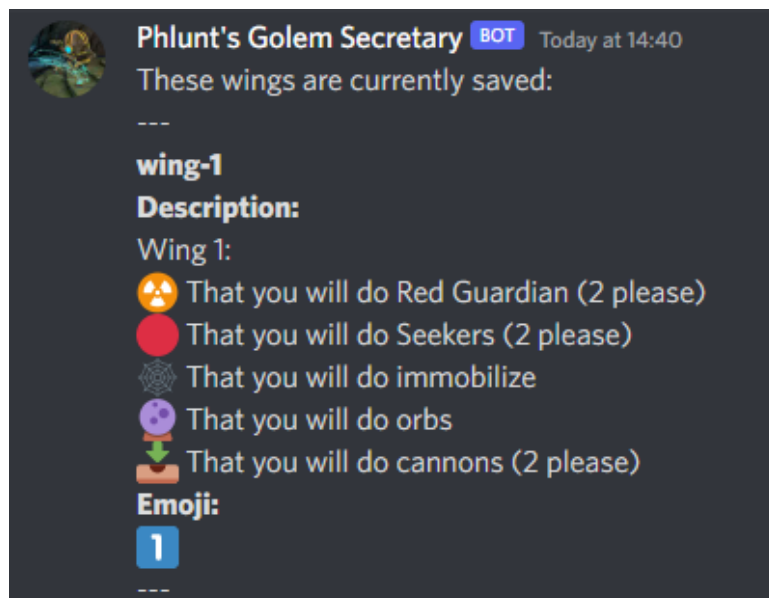 Phlunt's Golem Secretary BOT Today at 14:40
These wings are currently saved:
---
wing-1
Description:
Wing 1:
☢️ That you will do Red Guardian (2 please)
🔴 That you will do Seekers (2 please)
🕸️ That you will do immobilize
🔮 That you will do orbs
That you will do cannons (2 please)
Emoji:
1
---